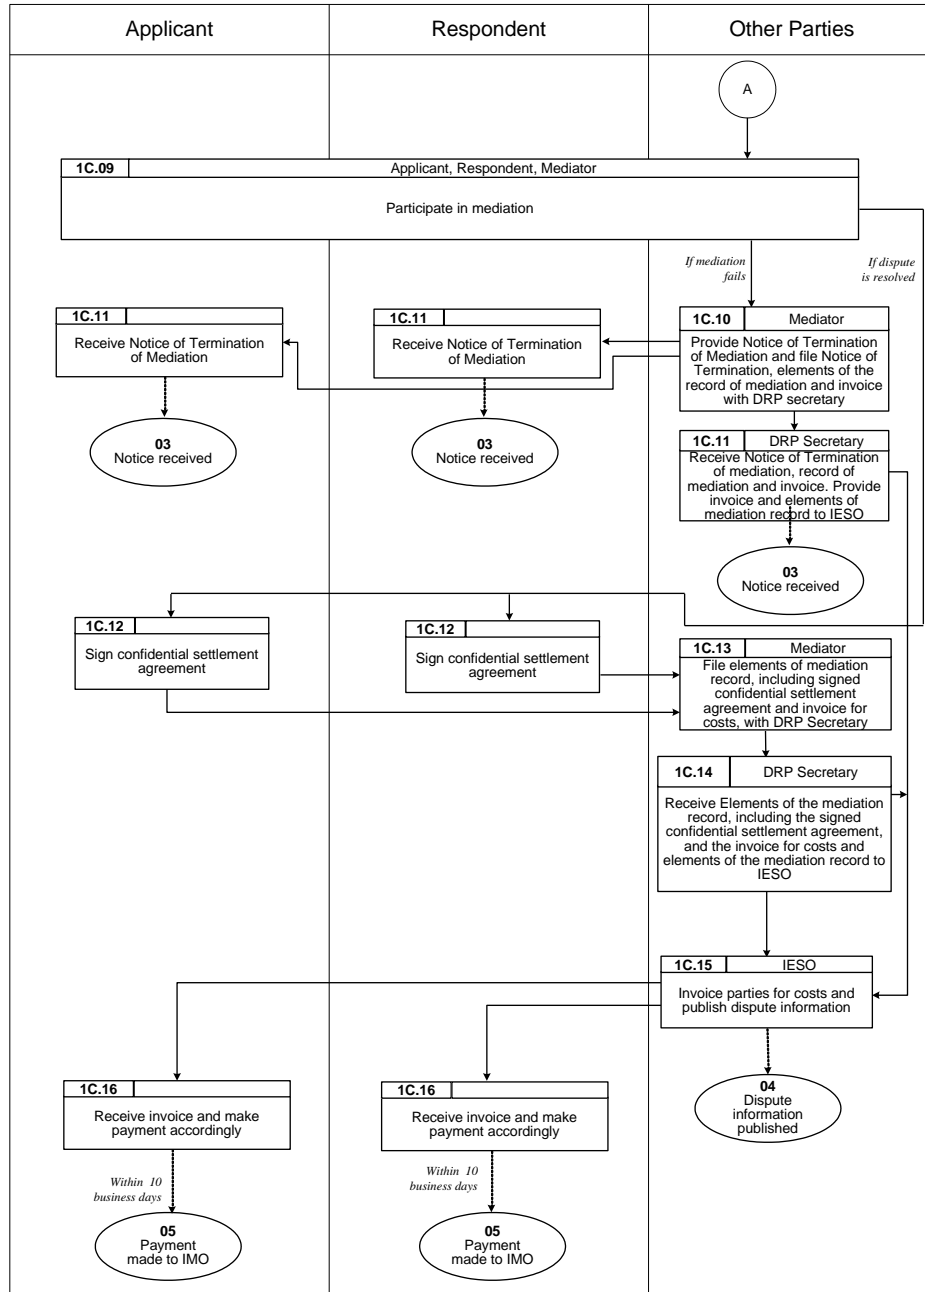 Applicant
Respondent
Other Parties
A
1C.09
Applicant, Respondent, Mediator
Participate in mediation
If mediation
fails
If dispute
is resolved
1C.11
Receive Notice of Termination
of Mediation
1C.11
Receive Notice of Termination
of Mediation
1C.10
Mediator
Provide Notice of Termination
of Mediation and file Notice of
Termination, elements of the
record of mediation and invoice
with DRP secretary
03
Notice received
03
Notice received
1C.11
DRP Secretary
Receive Notice of Termination
of mediation, record of
mediation and invoice. Provide
invoice and elements of
mediation record to IESO
03
Notice received
1C.12
Sign confidential settlement
agreement
1C.12
Sign confidential settlement
agreement
1C.13
Mediator
File elements of mediation
record, including signed
confidential settlement
agreement and invoice for
costs, with DRP Secretary
1C.14
DRP Secretary
Receive Elements of the mediation
record, including the signed
confidential settlement agreement,
and the invoice for costs and
elements of the mediation record to
IESO
1C.15
IESO
Invoice parties for costs and
publish dispute information
1C.16
Receive invoice and make
payment accordingly
1C.16
Receive invoice and make
payment accordingly
04
Dispute
information
published
Within 10
business days
Within 10
business days
05
Payment
made to IMO
05
Payment
made to IMO